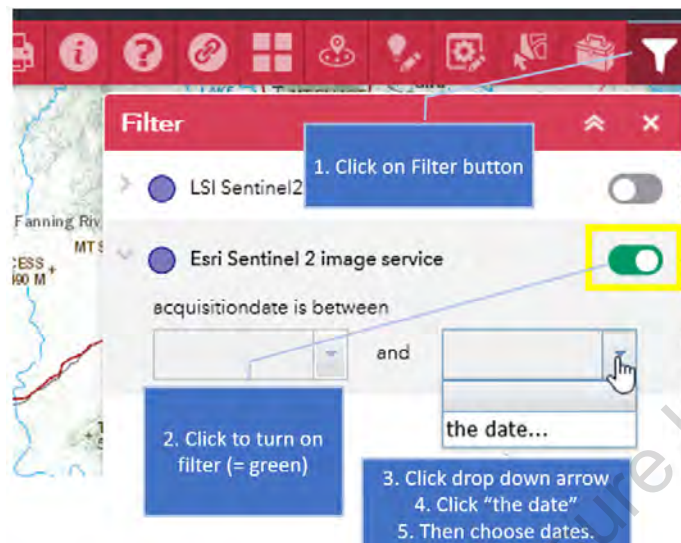 Filter
1. Click on Filter button
LSI Sentinel2
Fanning Riv
MT S
Esri Sentinel 2 image service
acquisitiondate is between
and
the date...
2. Click to turn on
filter (= green)
3. Click drop down arrow
4. Click “the date”
5. Then choose dates.